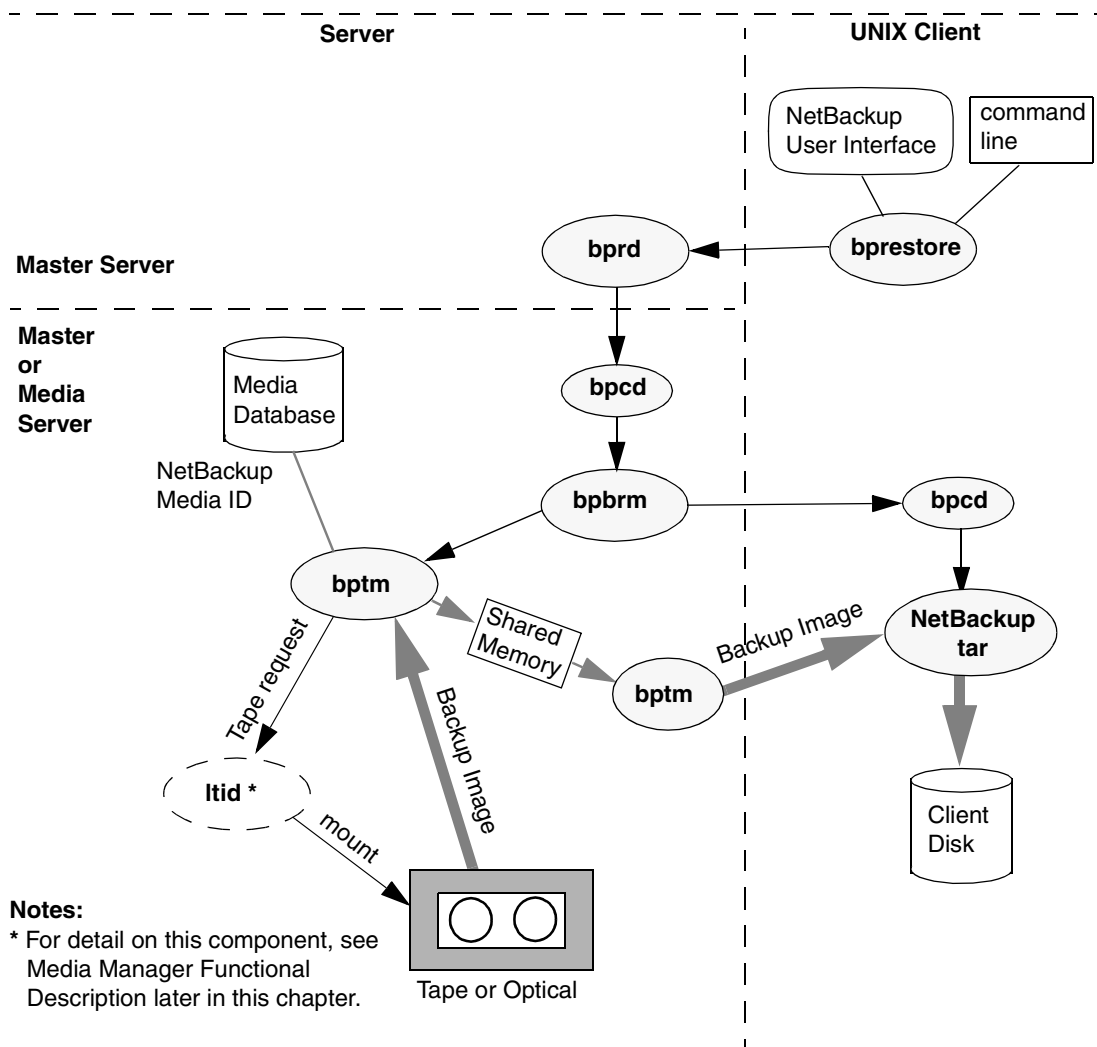 Server
UNIX Client
NetBackup
User Interface
command
line
bprd
bprestore
Master Server
Master
or
Media
Server
Media
Database
bpcd
NetBackup
Media ID
bpbrm
bpcd
bptm
Shared
Memory
bptm
Backup Image
NetBackup
tar
Tape request
Backup Image
ltid *
mount
Client
Disk
Notes:
* For detail on this component, see
Media Manager Functional
Description later in this chapter.
Tape or Optical